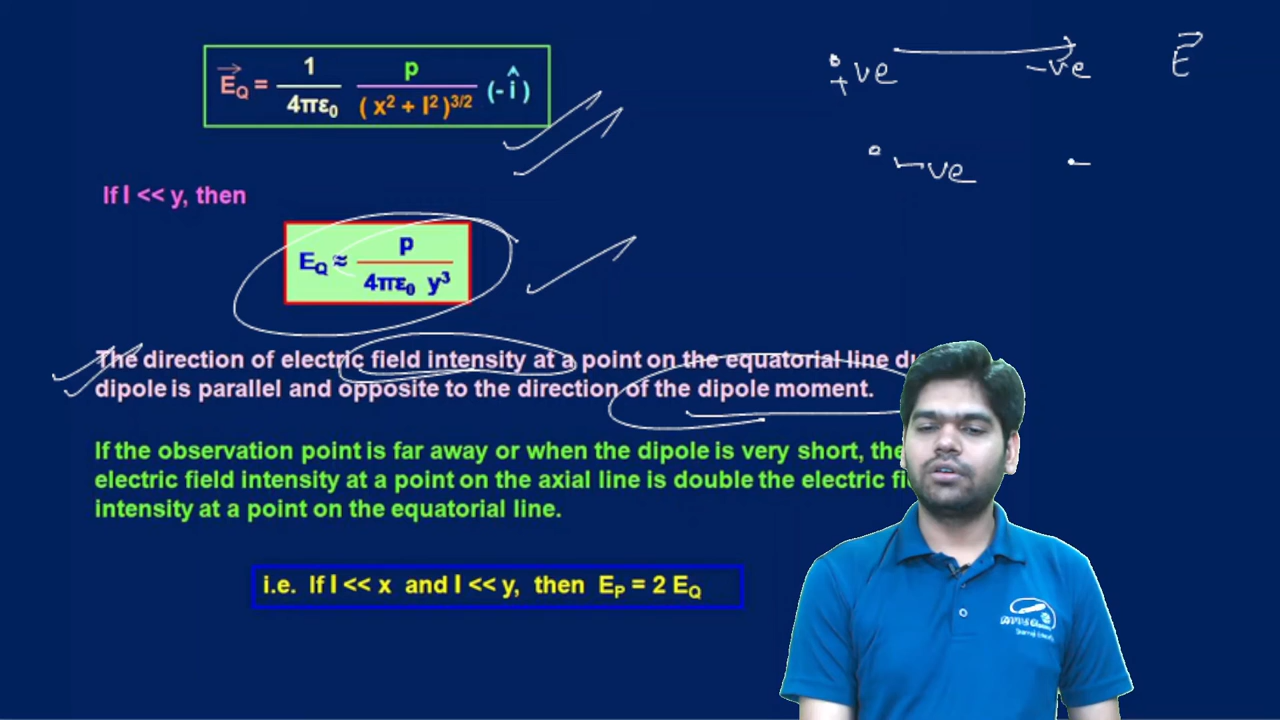 E_Q = 1 / 4πε₀ p / ( x² + l² )^3/2 (- î )
+ve -ve E
-ve -
If l << y, then
E_Q ≈ p / 4πε₀ y³
The direction of electric field intensity at a point on the equatorial line du
dipole is parallel and opposite to the direction of the dipole moment.
If the observation point is far away or when the dipole is very short, the
electric field intensity at a point on the axial line is double the electric fi
intensity at a point on the equatorial line.
i.e. If l << x and l << y, then E_P = 2 E_Q